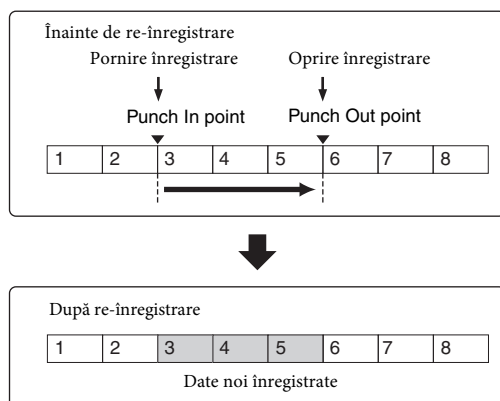 Înainte de re-înregistrare
Pornire înregistrare Oprire înregistrare
Punch In point Punch Out point
1 2 3 4 5 6 7 8
După re-înregistrare
1 2 3 4 5 6 7 8
Date noi înregistrate